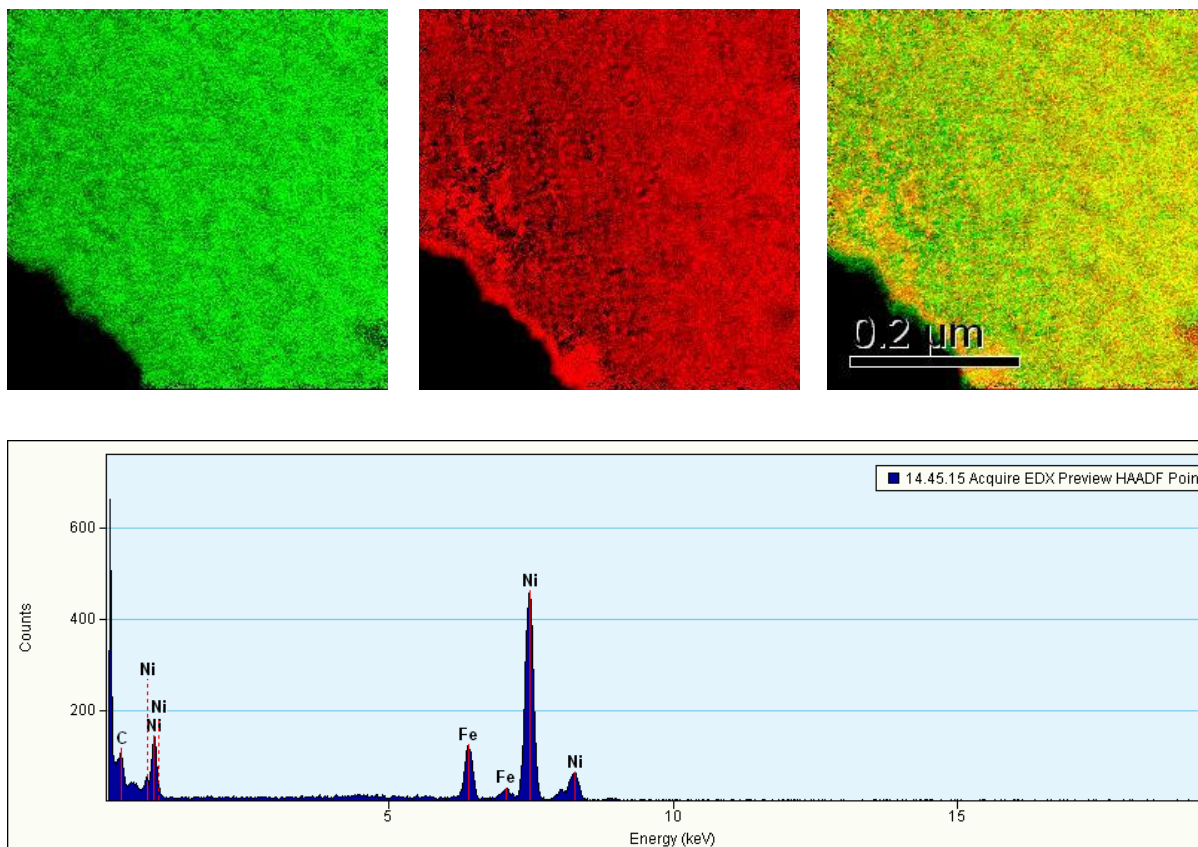 0.2 µm
14.45.15 Acquire EDX Preview HAADF Poin
600
400
200
Counts
Ni
Ni
Ni
Ni
C
Fe
Fe
Ni
5
10
15
Energy (keV)